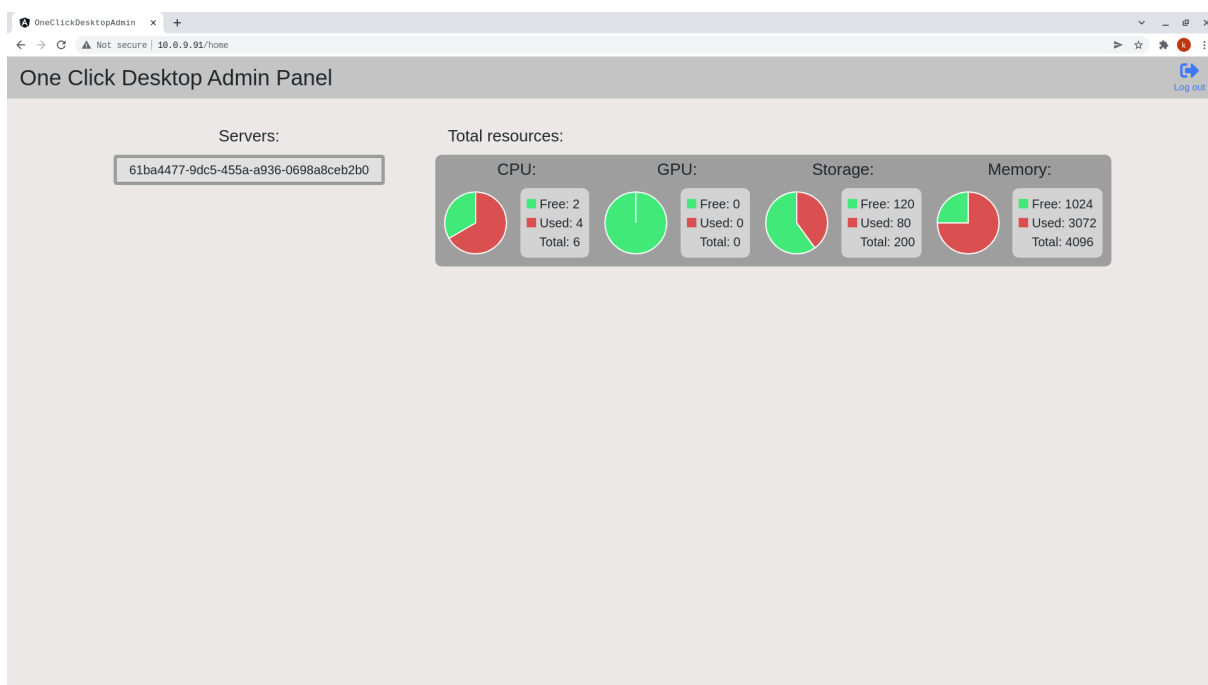 OneClickDesktopAdmin
Not secure | 10.0.9.91/home
k
One Click Desktop Admin Panel
Log out
Servers:
61ba4477-9dc5-455a-a936-0698a8ceb2b0
Total resources:
CPU:
Free: 2
Used: 4
Total: 6
GPU:
Free: 0
Used: 0
Total: 0
Storage:
Free: 120
Used: 80
Total: 200
Memory:
Free: 1024
Used: 3072
Total: 4096